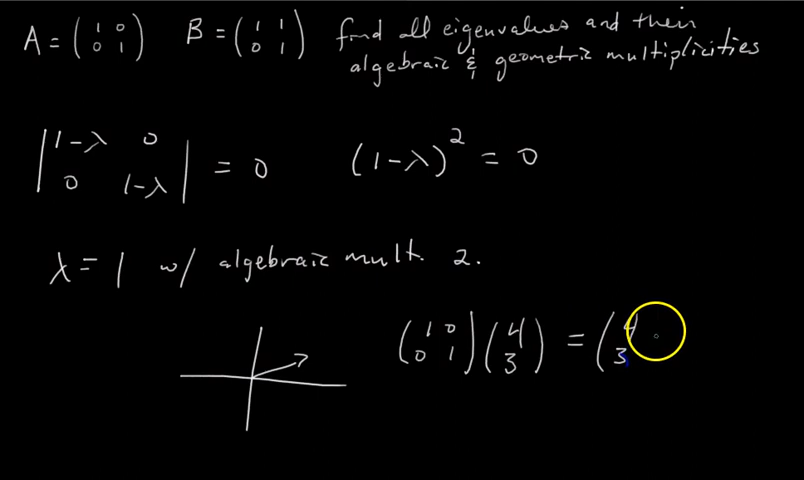 A = (1 0 0 1) B = (1 1 0 1) find all eigenvalues and their
algebraic & geometric multiplicities
|1-λ 0 0 1-λ| = 0 (1-λ)² = 0
λ = 1 w/ algebraic mult. 2.
(1 0 0 1)(4 3) = (4 3